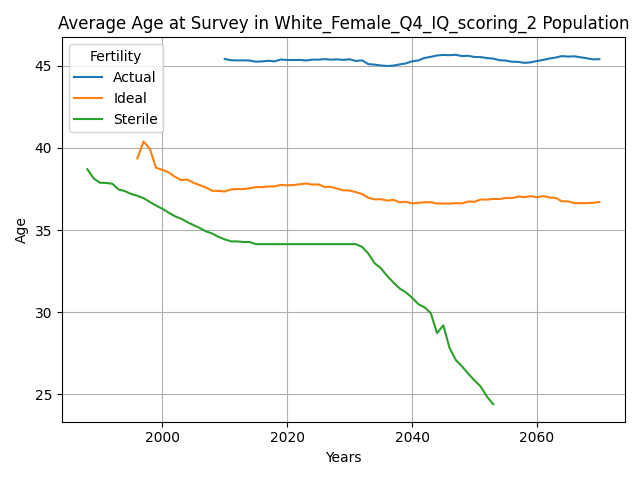 Average Age at Survey in White_Female_Q4_IQ_scoring_2 Population
Fertility
Actual
Ideal
Sterile
45
40
35
30
25
Age
2000
2020
2040
2060
Years